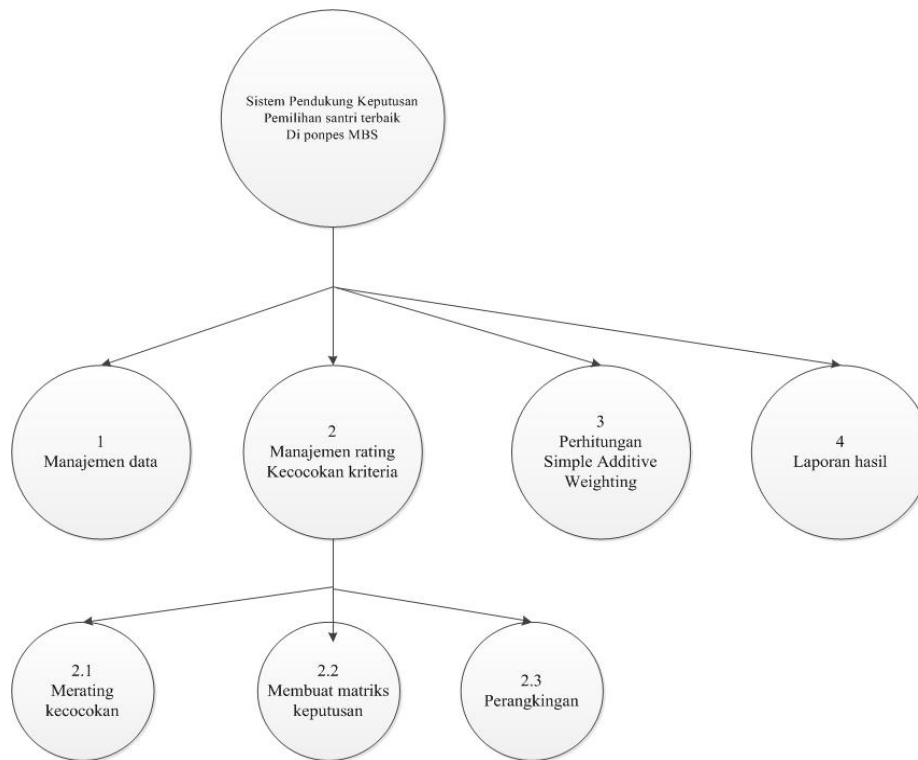 Sistem Pendukung Keputusan
Pemilihan santri terbaik
Di ponpes MBS
1
Manajemen data
2
Manajemen rating
Kecocokan kriteria
3
Perhitungan
Simple Additive
Weighting
4
Laporan hasil
2.1
Merating
kecocokan
2.2
Membuat matriks
keputusan
2.3
Perangkingan